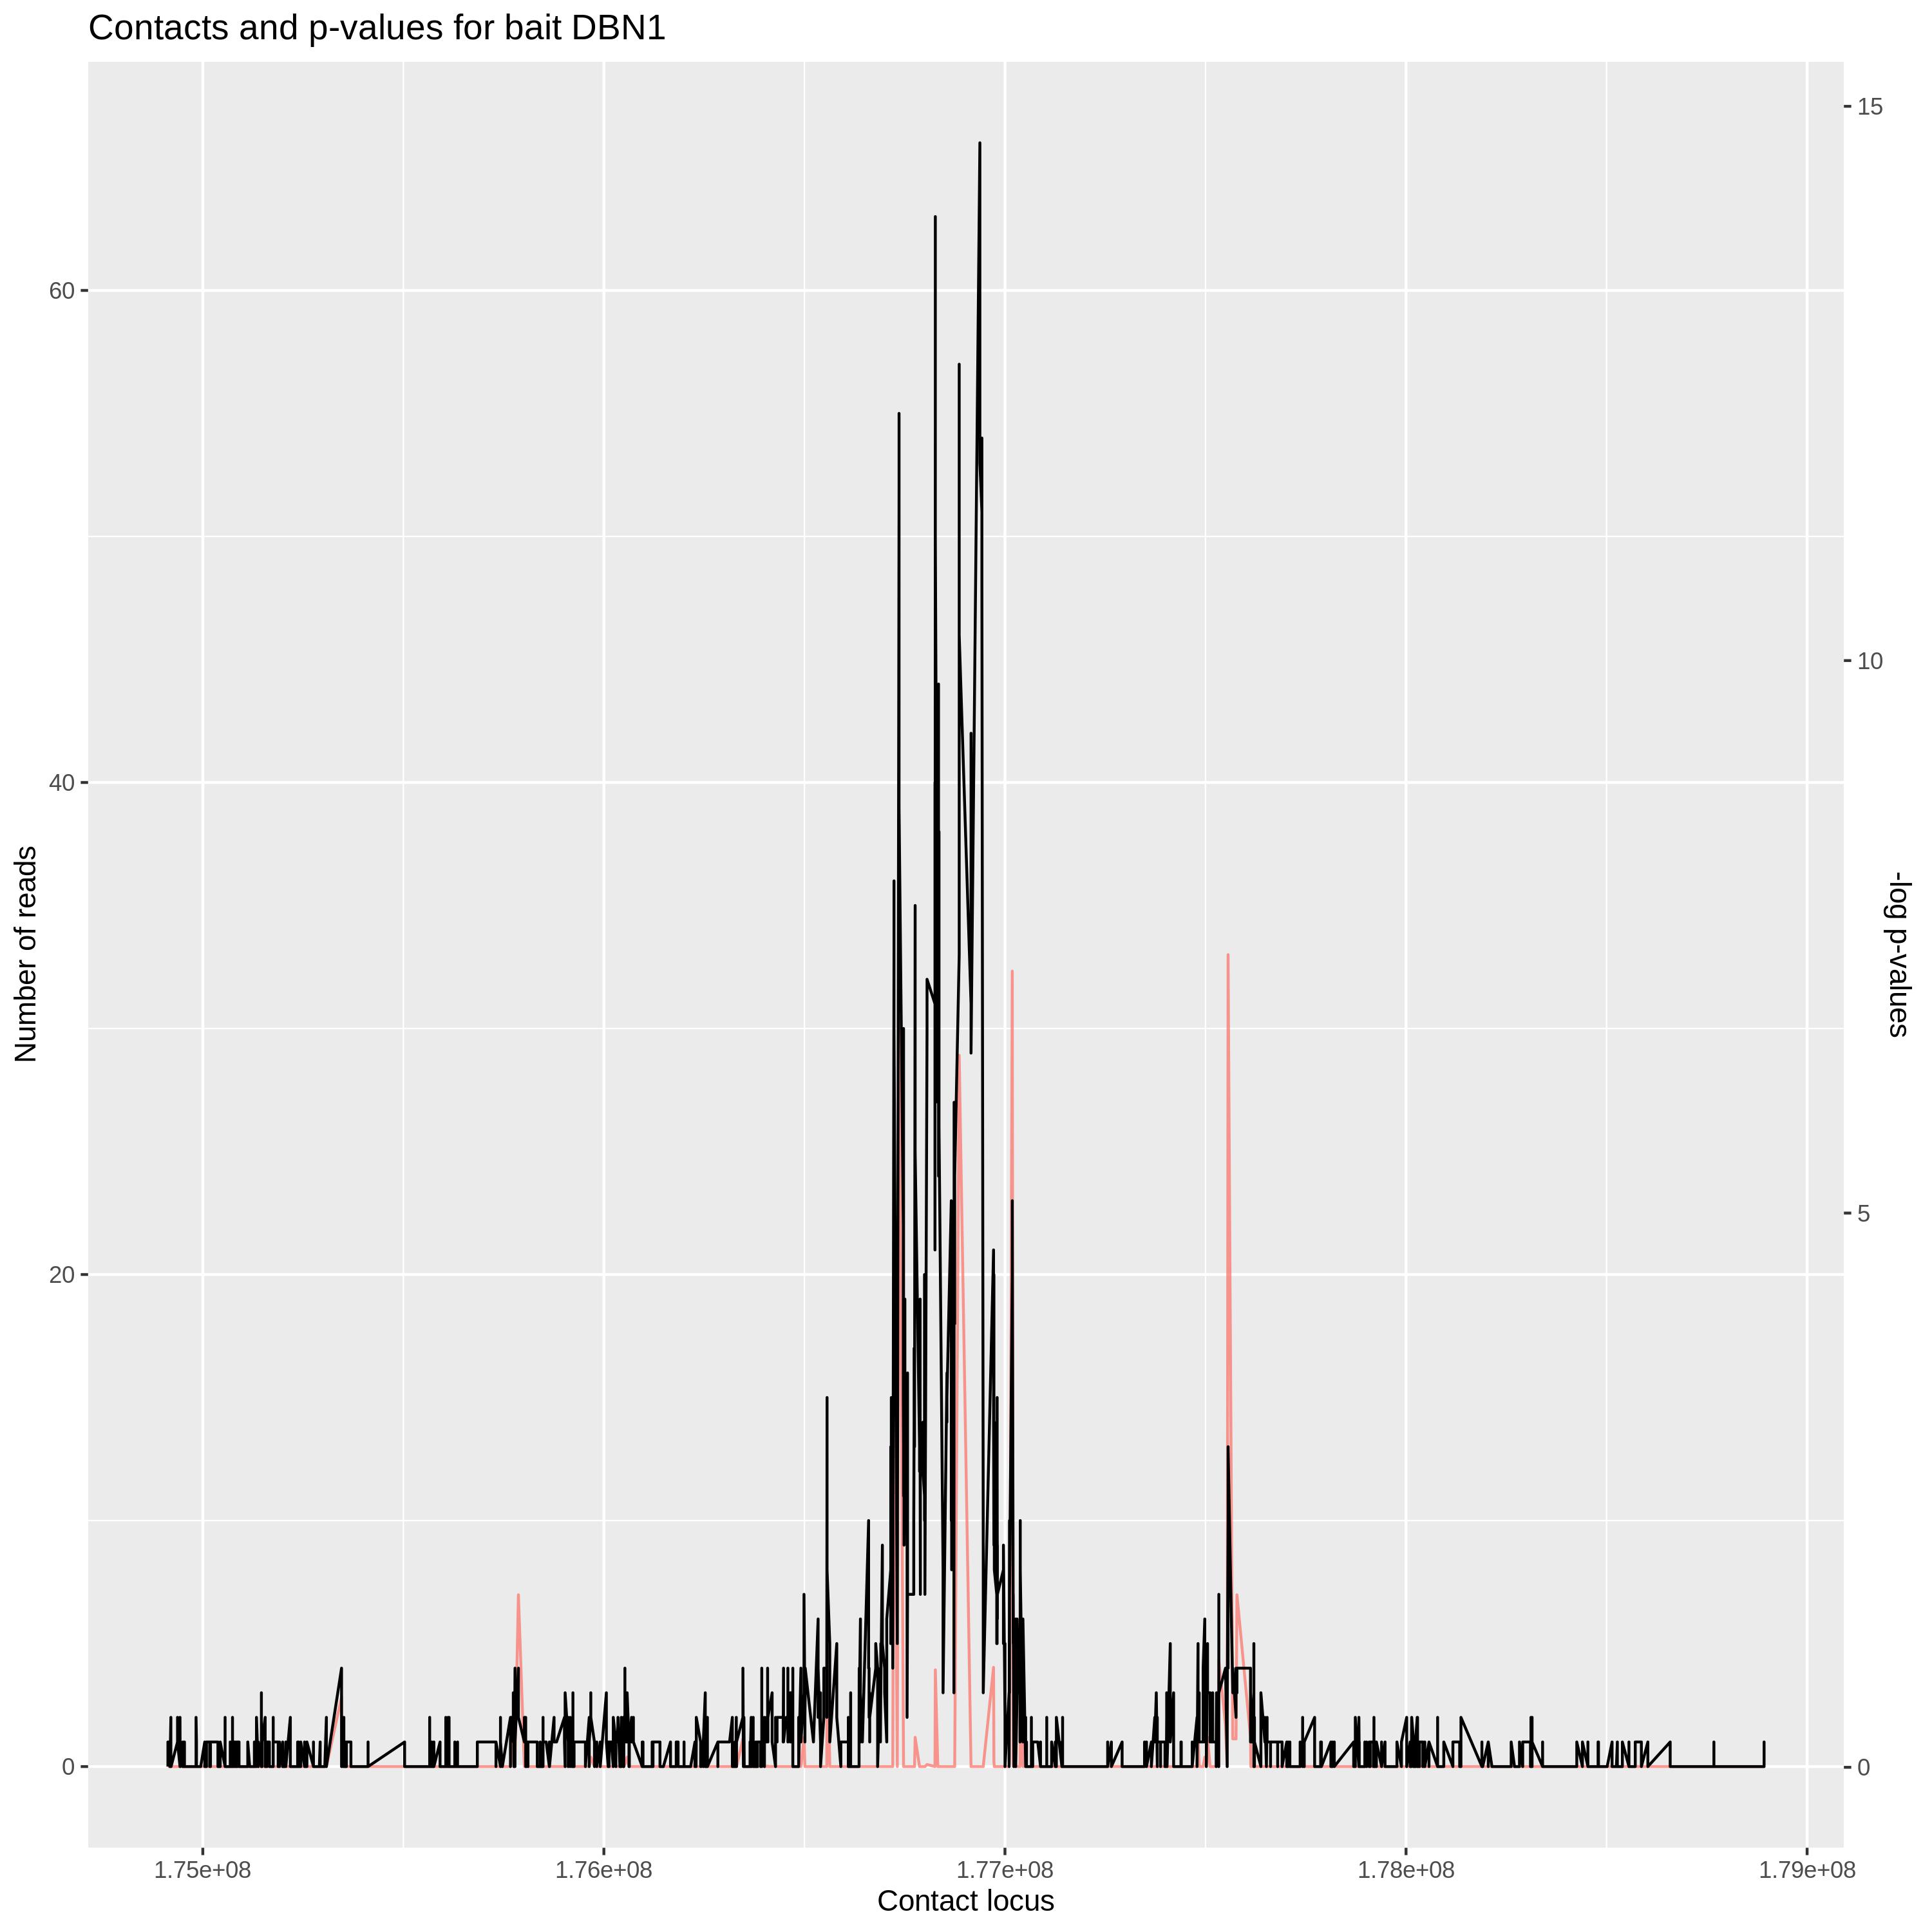 Contacts and p-values for bait DBN1
15
60
10
40
Number of reads
-log p-values
5
20
0
0
1.75e+08
1.76e+08
1.77e+08
1.78e+08
1.79e+08
Contact locus